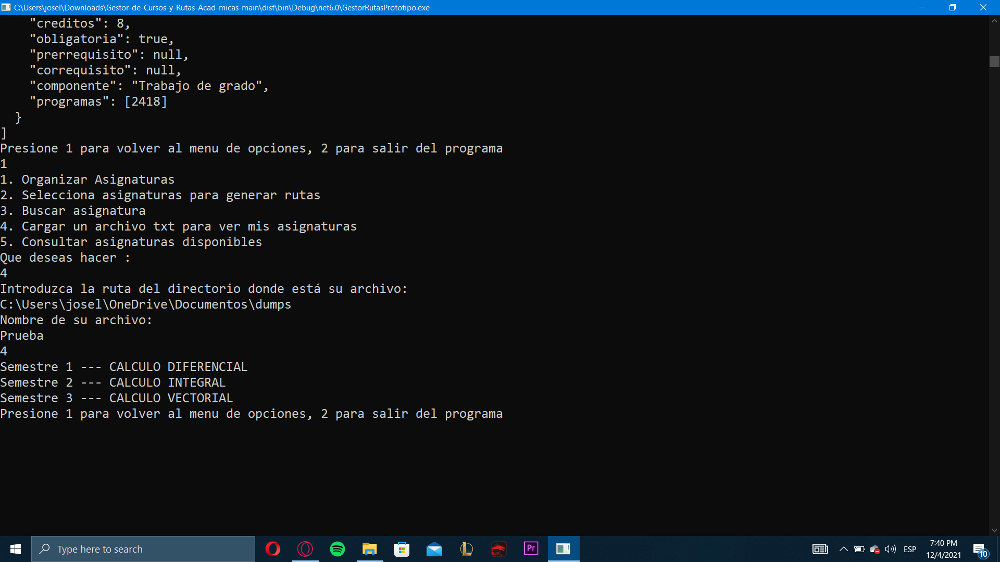 C:\Users\josel\Downloads\Gestor-de-Cursos-y-Rutas-Acad-micas-main\dist\bin\Debug\net6.0\GestorRutasPrototipo.exe
"creditos": 8,
"obligatoria": true,
"prerrequisito": null,
"correquisito": null,
"componente": "Trabajo de grado",
"programas": [2418]
}
]
Presione 1 para volver al menu de opciones, 2 para salir del programa
1
1. Organizar Asignaturas
2. Selecciona asignaturas para generar rutas
3. Buscar asignatura
4. Cargar un archivo txt para ver mis asignaturas
5. Consultar asignaturas disponibles
Que deseas hacer :
4
Introduzca la ruta del directorio donde está su archivo:
C:\Users\josel\OneDrive\Documentos\dumps
Nombre de su archivo:
Prueba
4
Semestre 1 --- CALCULO DIFERENCIAL
Semestre 2 --- CALCULO INTEGRAL
Semestre 3 --- CALCULO VECTORIAL
Presione 1 para volver al menu de opciones, 2 para salir del programa
Type here to search
Pr
ESP
7:40 PM
12/4/2021
10